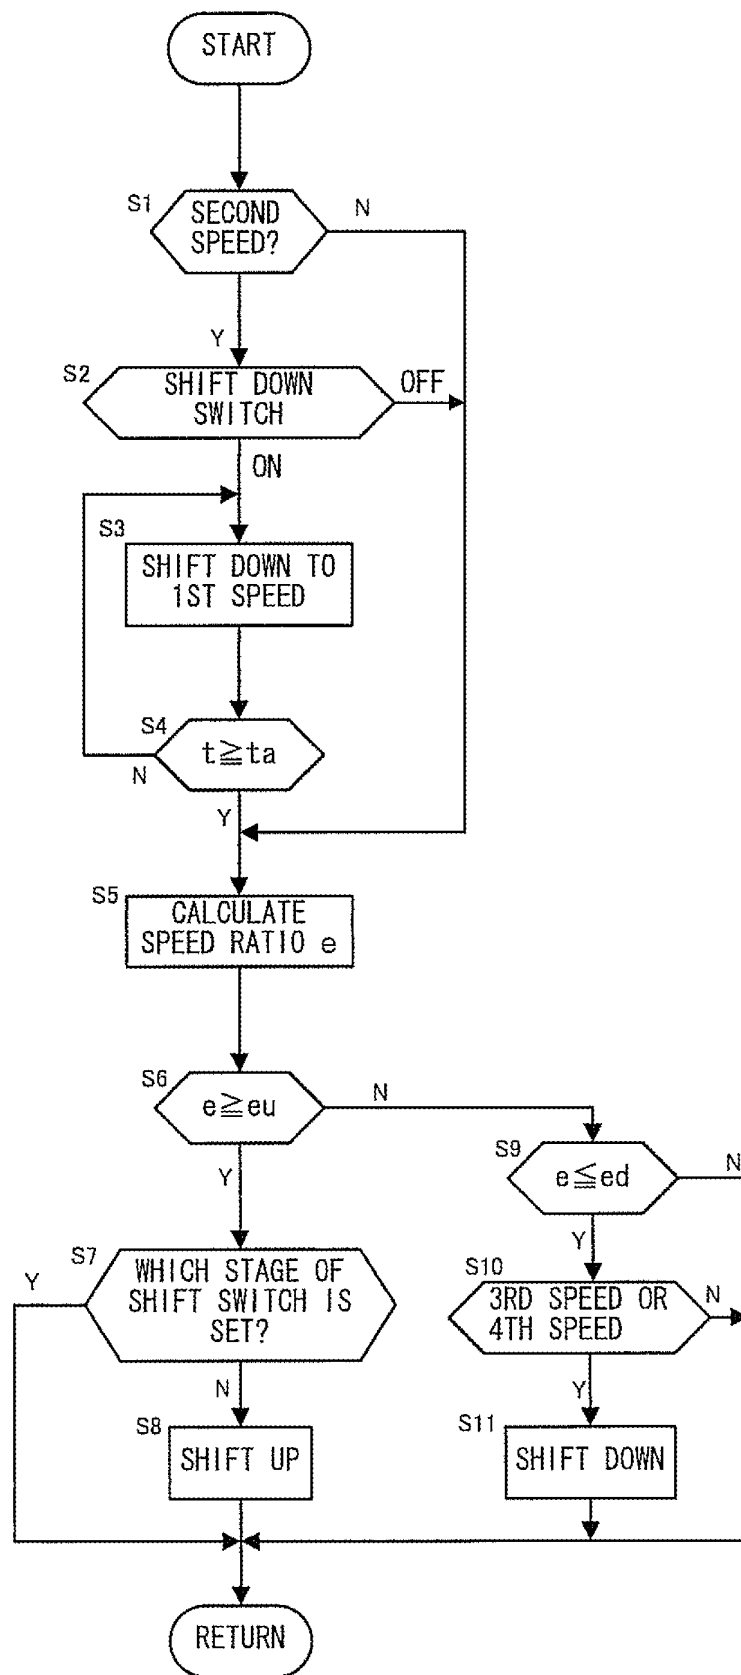 START
S1
SECOND
SPEED?
N
Y
S2
SHIFT DOWN
SWITCH
OFF
ON
S3
SHIFT DOWN TO
1ST SPEED
S4
t≧ta
N
Y
S5
CALCULATE
SPEED RATIO e
S6
e≧eu
N
Y
S9
e≦ed
N
Y
S7
WHICH STAGE OF
SHIFT SWITCH IS
SET?
Y
N
S10
3RD SPEED OR
4TH SPEED
N
Y
S8
SHIFT UP
S11
SHIFT DOWN
RETURN